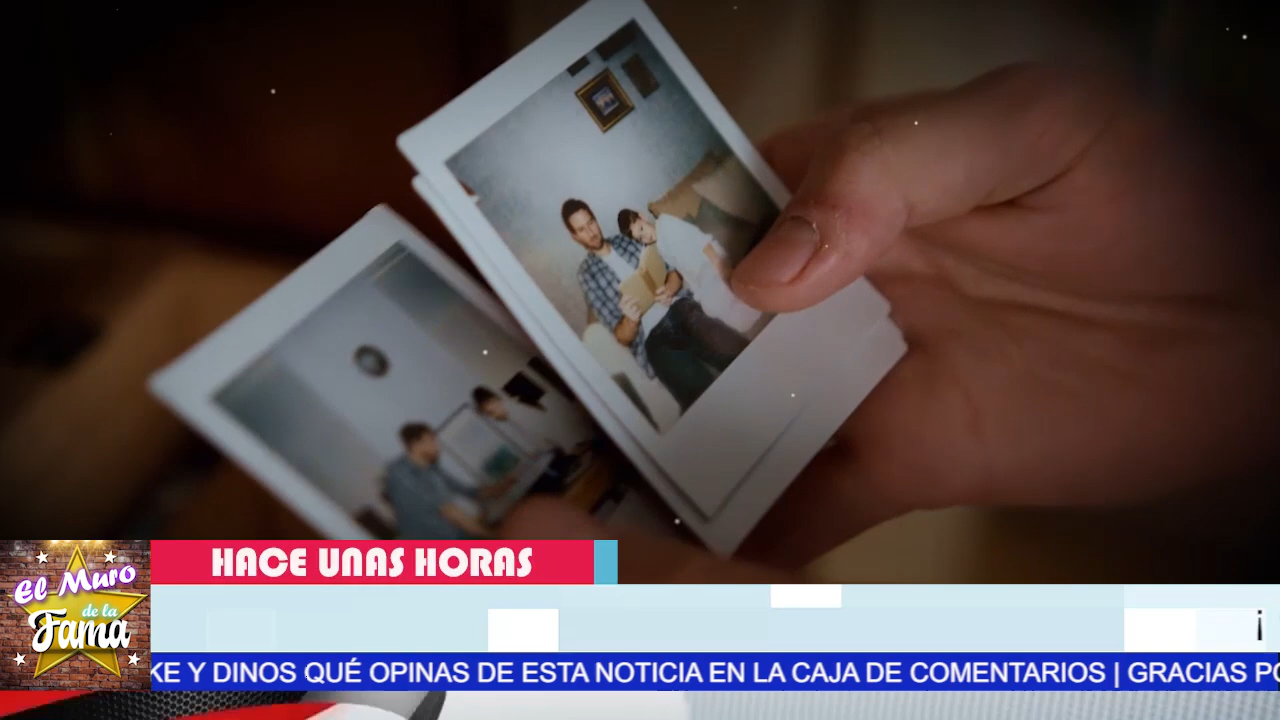 HACE UNAS HORAS
El Muro
de la
Fama
¡
KE Y DINOS QUÉ OPINAS DE ESTA NOTICIA EN LA CAJA DE COMENTARIOS | GRACIAS PO